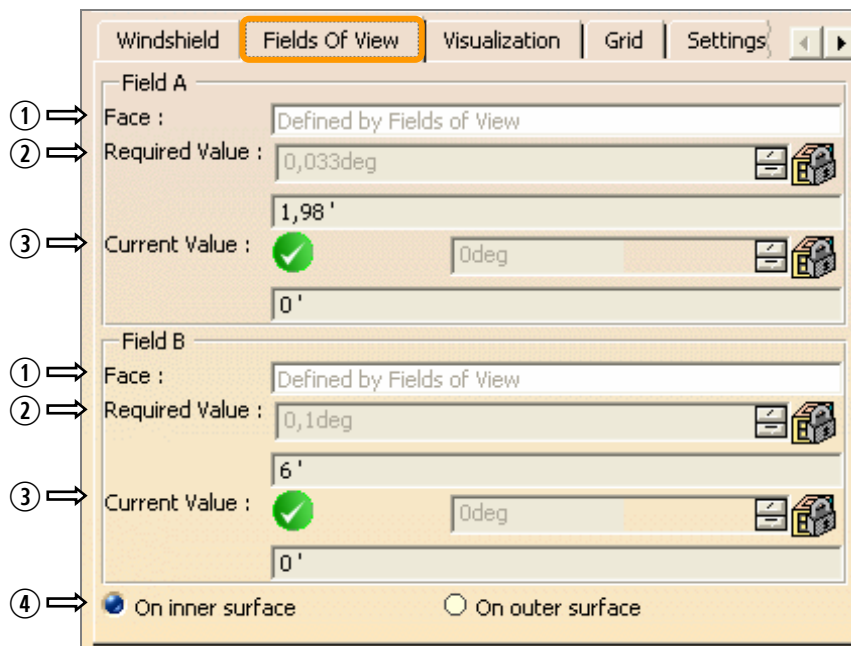 Windshield Fields Of View Visualization Grid Settings
Field A
① Face : Defined by Fields of View
② Required Value : 0,033deg
1,98 '
③ Current Value : 0deg
0 '
Field B
① Face : Defined by Fields of View
② Required Value : 0,1deg
6 '
③ Current Value : 0deg
0 '
④ On inner surface On outer surface